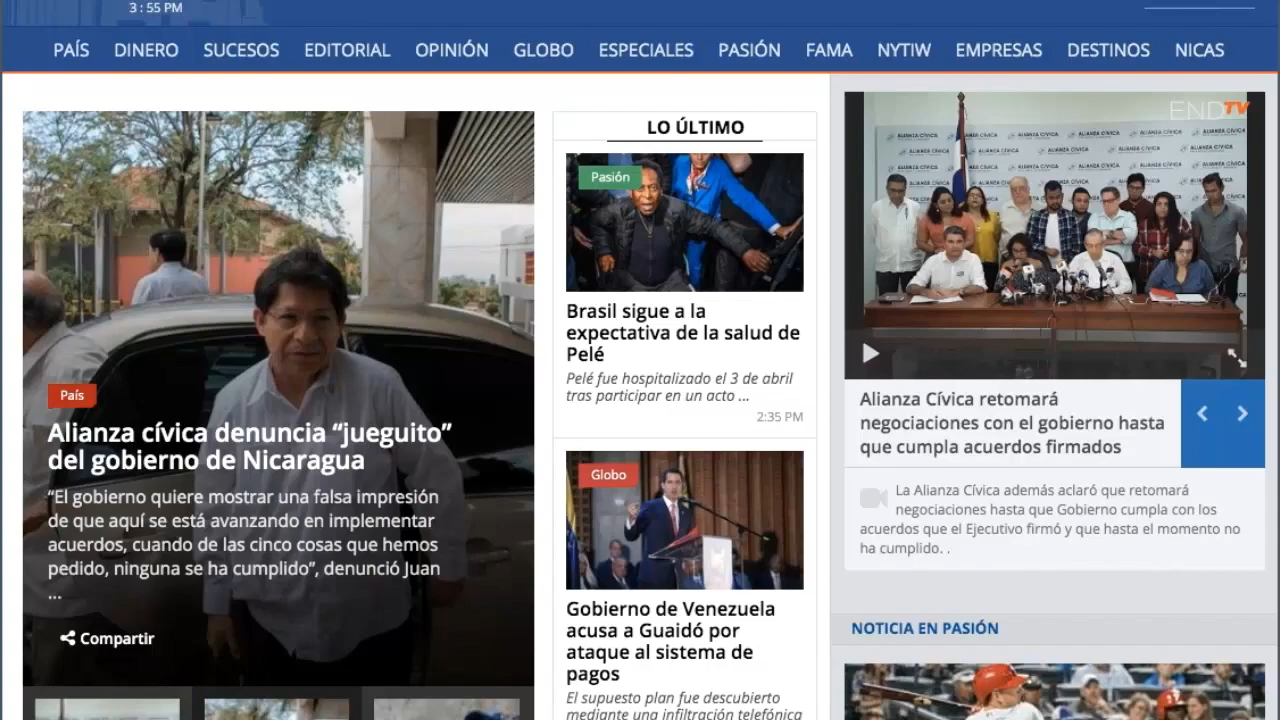 3 : 55 PM
PAÍS DINERO SUCESOS EDITORIAL OPINIÓN GLOBO ESPECIALES PASIÓN FAMA NYTIW EMPRESAS DESTINOS NICAS
País
Alianza cívica denuncia “jueguito”
del gobierno de Nicaragua
“El gobierno quiere mostrar una falsa impresión
de que aquí se está avanzando en implementar
acuerdos, cuando de las cinco cosas que hemos
pedido, ninguna se ha cumplido”, denunció Juan
...
Compartir
LO ÚLTIMO
Pasión
Brasil sigue a la
expectativa de la salud de
Pelé
Pelé fue hospitalizado el 3 de abril
tras participar en un acto ...
2:35 PM
Globo
Gobierno de Venezuela
acusa a Guaidó por
ataque al sistema de
pagos
El supuesto plan fue descubierto
mediante una infiltración telefónica
ENDTV
ALIANZA CÍVICA
Alianza Cívica retomará
negociaciones con el gobierno hasta
que cumpla acuerdos firmados
La Alianza Cívica además aclaró que retomará
negociaciones hasta que Gobierno cumpla con los
acuerdos que el Ejecutivo firmó y que hasta el momento no
ha cumplido. .
NOTICIA EN PASIÓN